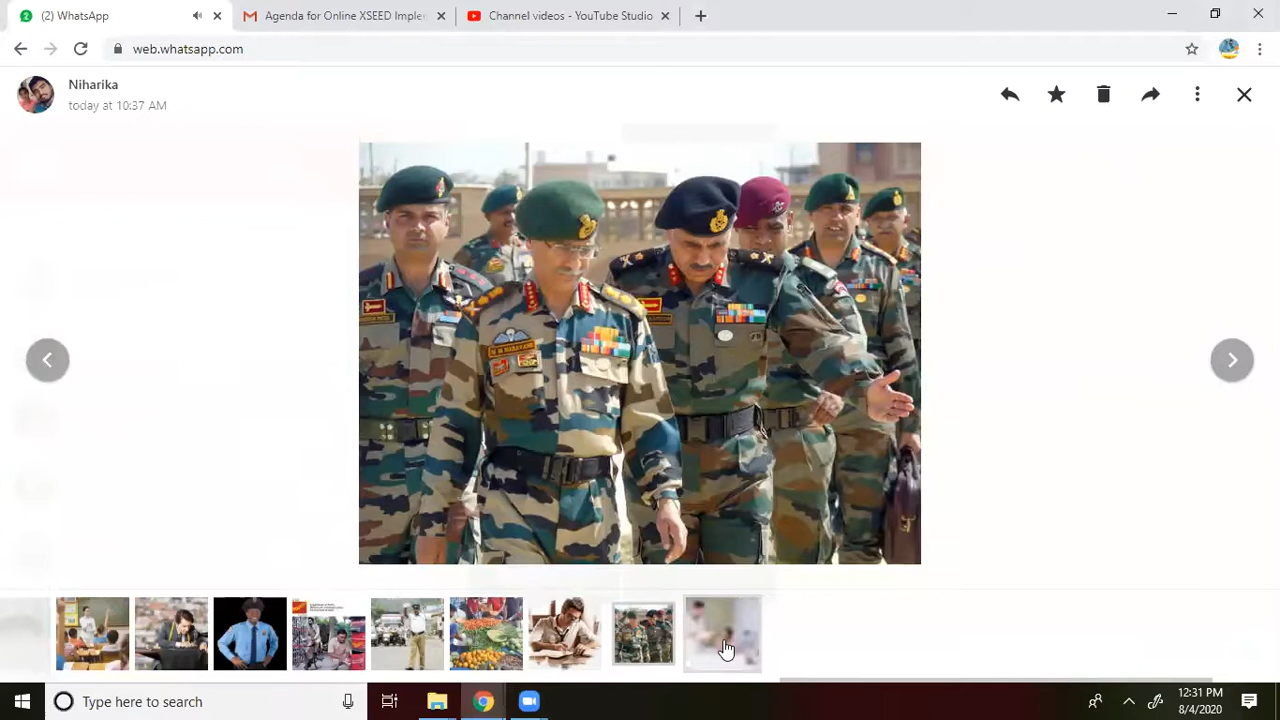 (2) WhatsApp
Agenda for Online XSEED Imple
Channel videos - YouTube Studio
web.whatsapp.com
Niharika
today at 10:37 AM
Type here to search
12:31 PM
8/4/2020